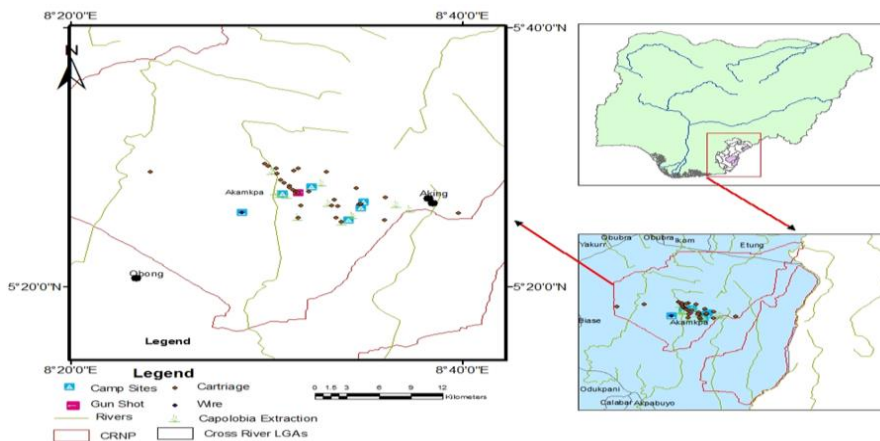 8°20'0"E
8°40'0"E
5°40'0"N
N
Akamkpa
Aking
Obong
5°20'0"N
5°20'0"N
Legend
8°20'0"E
8°40'0"E
Legend
Camp Sites
Cartriage
Gun Shot
Wire
Rivers
Capolobia Extraction
CRNP
Cross River LGAs
0 1.5 3 6 9 12
Kilometers
Yakurr
Obubra
Obubra
Ikom
Etung
Biase
Akamkpa
Odukpani
Calabar
Akpabuyo